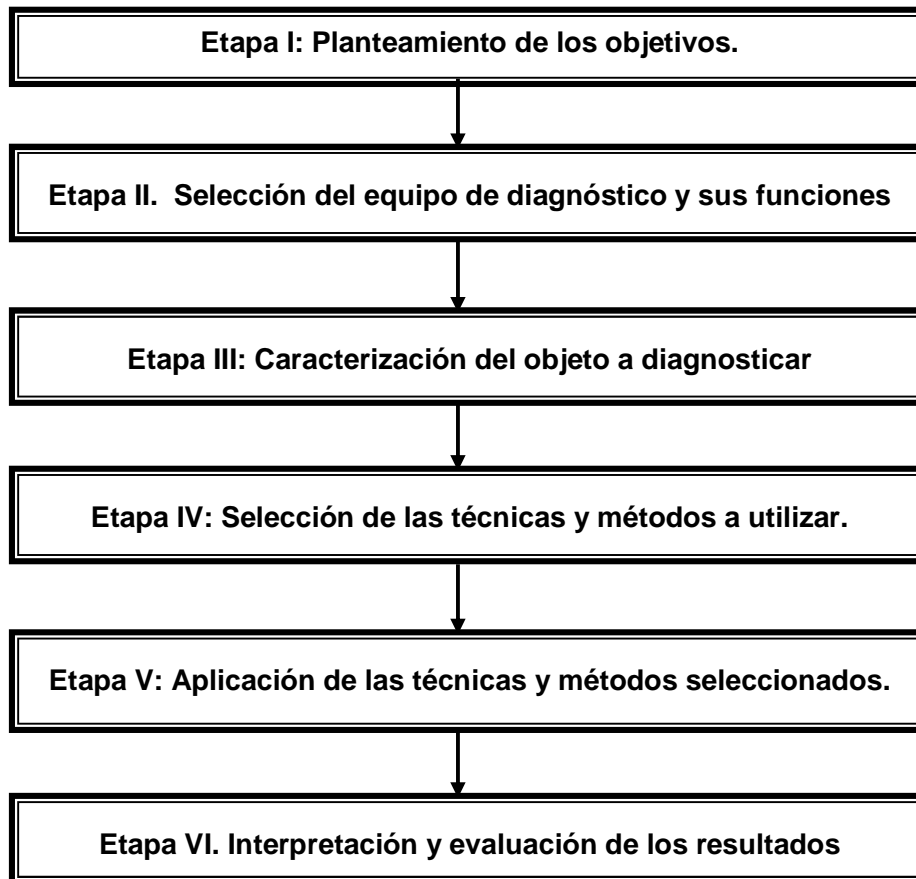 Etapa I: Planteamiento de los objetivos.
Etapa II.  Selección del equipo de diagnóstico y sus funciones
Etapa III: Caracterización del objeto a diagnosticar
Etapa IV: Selección de las técnicas y métodos a utilizar.
Etapa V: Aplicación de las técnicas y métodos seleccionados.
Etapa VI. Interpretación y evaluación de los resultados